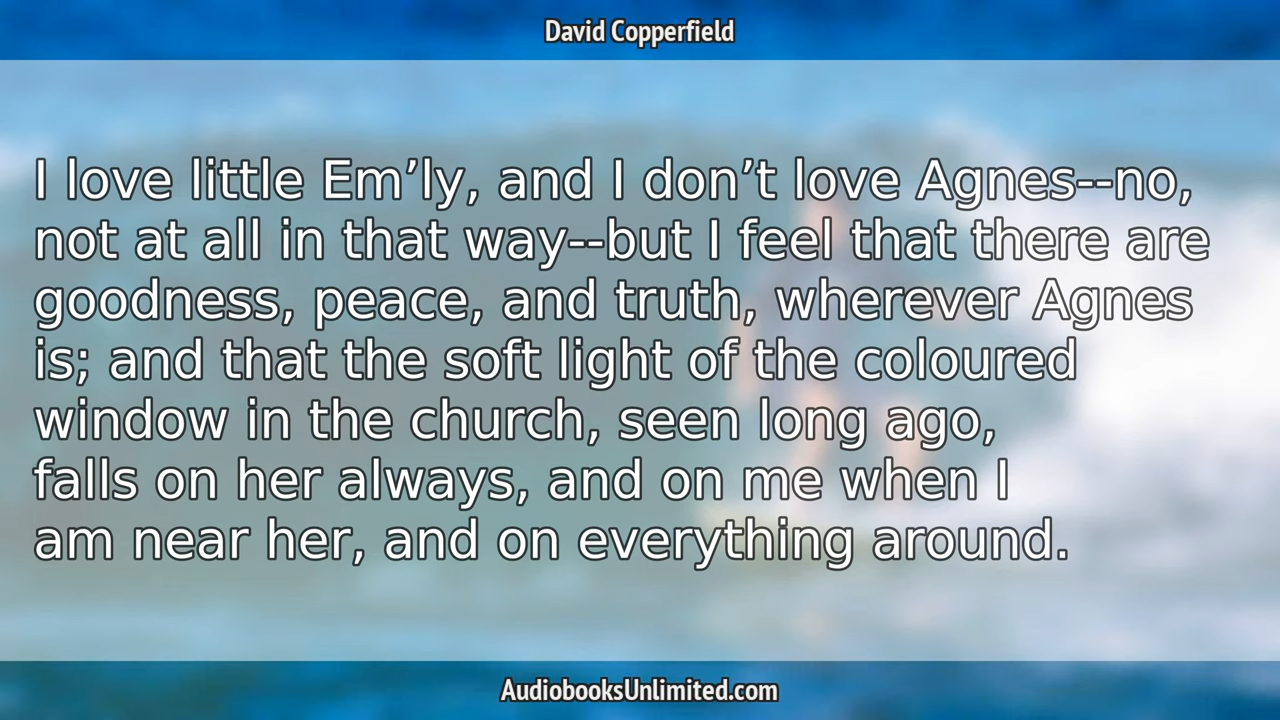 David Copperfield
I love little Em’ly, and I don’t love Agnes--no,
not at all in that way--but I feel that there are
goodness, peace, and truth, wherever Agnes
is; and that the soft light of the coloured
window in the church, seen long ago,
falls on her always, and on me when I
am near her, and on everything around.
AudiobooksUnlimited.com